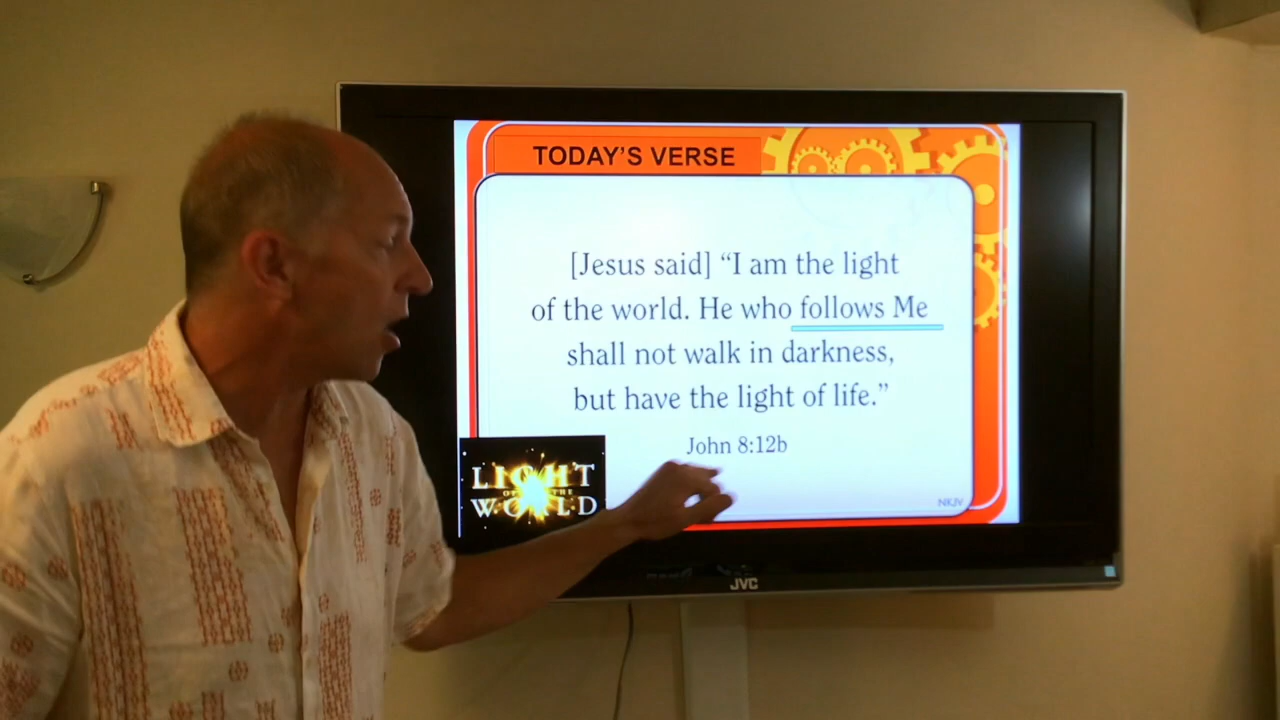 TODAY'S VERSE
[Jesus said] “I am the light
of the world. He who follows Me
shall not walk in darkness,
but have the light of life.”
John 8:12b
LIGHT
OF THE
WORLD
NKJV
JVC